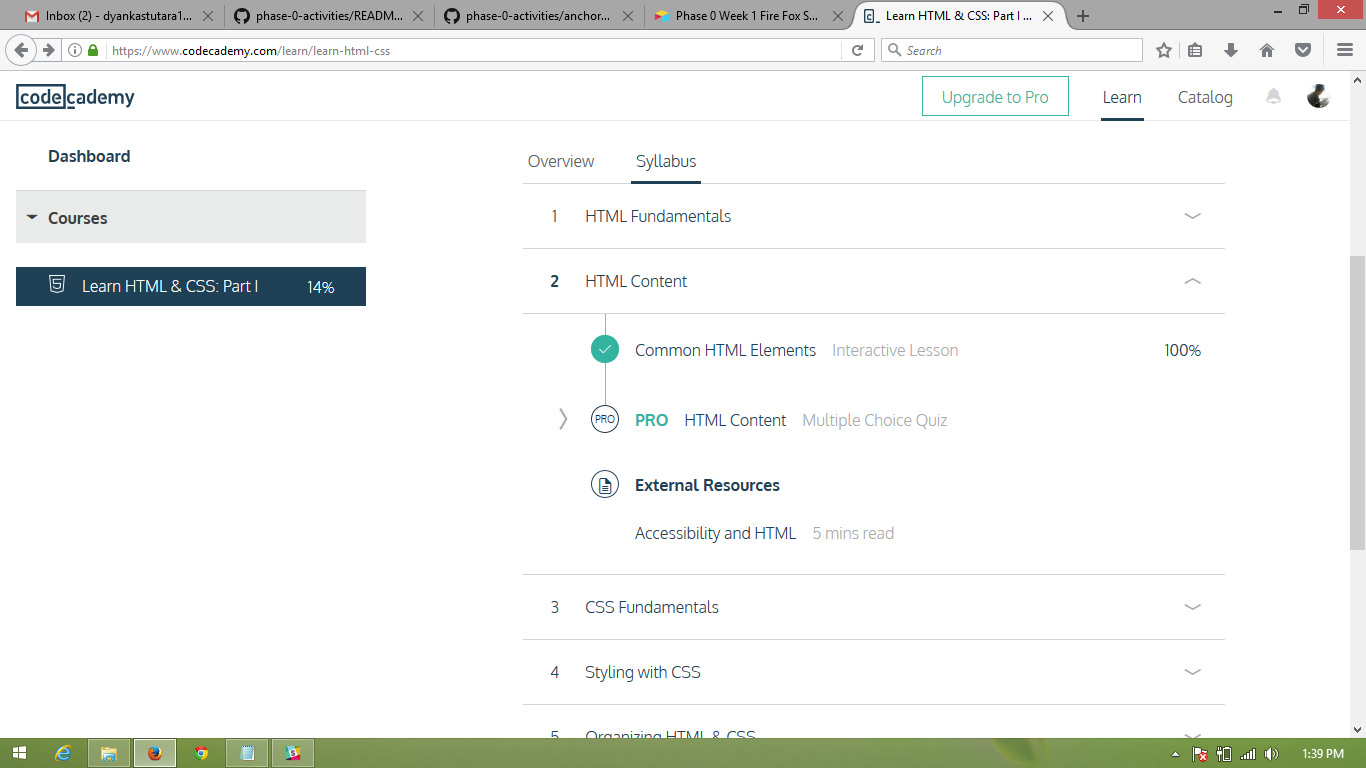 Inbox (2) - dyankastutara1... phase-0-activities/READM... phase-0-activities/anchor... Phase 0 Week 1 Fire Fox S... Learn HTML & CSS: Part I ...
https://www.codecademy.com/learn/learn-html-css Search
codecademy Upgrade to Pro Learn Catalog
Dashboard
Overview Syllabus
Courses
Learn HTML & CSS: Part I 14%
1 HTML Fundamentals
2 HTML Content
Common HTML Elements Interactive Lesson 100%
PRO PRO HTML Content Multiple Choice Quiz
External Resources
Accessibility and HTML 5 mins read
3 CSS Fundamentals
4 Styling with CSS
5 Organizing HTML & CSS
1:39 PM